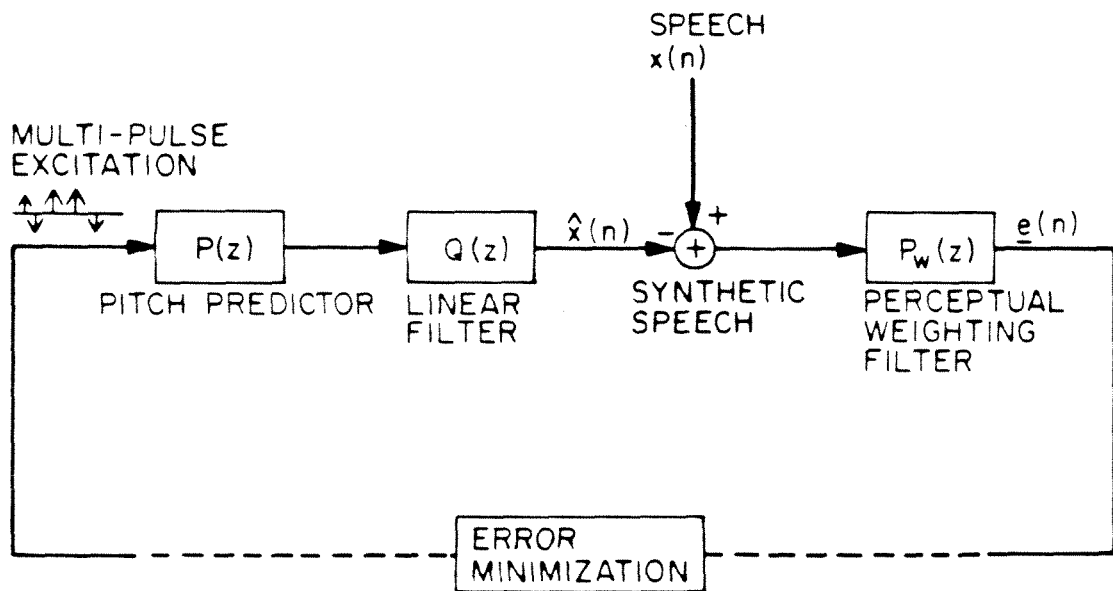 SPEECH
x(n)
MULTI-PULSE
EXCITATION
P(z)
PITCH PREDICTOR
Q(z)
LINEAR
FILTER
x̂(n)
−
+
+
SYNTHETIC
SPEECH
P_w(z)
PERCEPTUAL
WEIGHTING
FILTER
e(n)
ERROR
MINIMIZATION